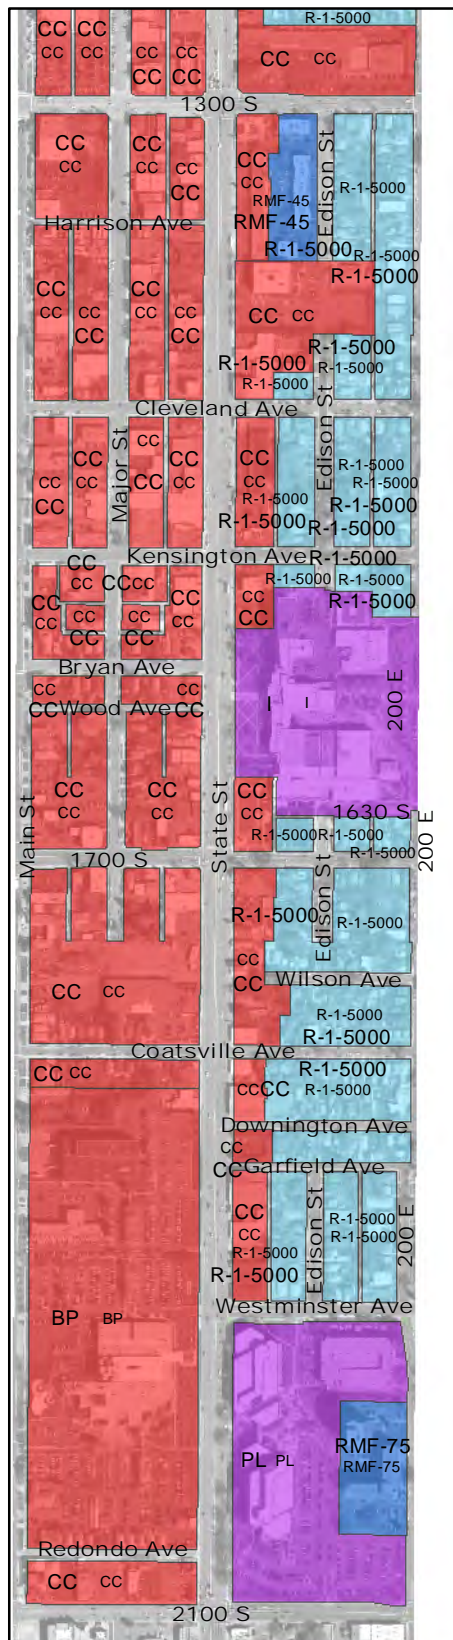 R-1-5000
R-1-5000
CC CC CC CC
CC CC CC CC
CC CC
CC CC
1300 S
CC CC
CC CC CC
CC
CC
CC
Edison St
R-1-5000
RMF-45
RMF-45
Harrison Ave
R-1-5000
R-1-5000
R-1-5000
CC CC
CC CC CC CC
CC CC
CC CC
R-1-5000
R-1-5000
R-1-5000
R-1-5000
Cleveland Ave
Major St
CC
CC CC CC
CC CC CC CC
CC CC
Edison St
R-1-5000
R-1-5000
R-1-5000
R-1-5000
R-1-5000
R-1-5000
Kensington Ave
R-1-5000
CC
CC CC CC
CC CC
CC CC
CC CC
CC CC
CC
CC
R-1-5000
R-1-5000
R-1-5000
Bryan Ave
CC CC
CC Wood Ave CC
I I
200 E
CC CC
CC CC
Main St
State St
CC
CC
1630 S
R-1-5000 R-1-5000
R-1-5000
200 E
1700 S
Edison St
R-1-5000
R-1-5000
CC
CC
CC CC
Wilson Ave
R-1-5000
R-1-5000
Coatsville Ave
CC CC
R-1-5000
CC CC R-1-5000
Downington Ave
CC
CC Garfield Ave
CC
CC
R-1-5000
R-1-5000
Edison St
R-1-5000
R-1-5000
200 E
Westminster Ave
BP BP
PL PL
RMF-75
RMF-75
Redondo Ave
CC CC
2100 S